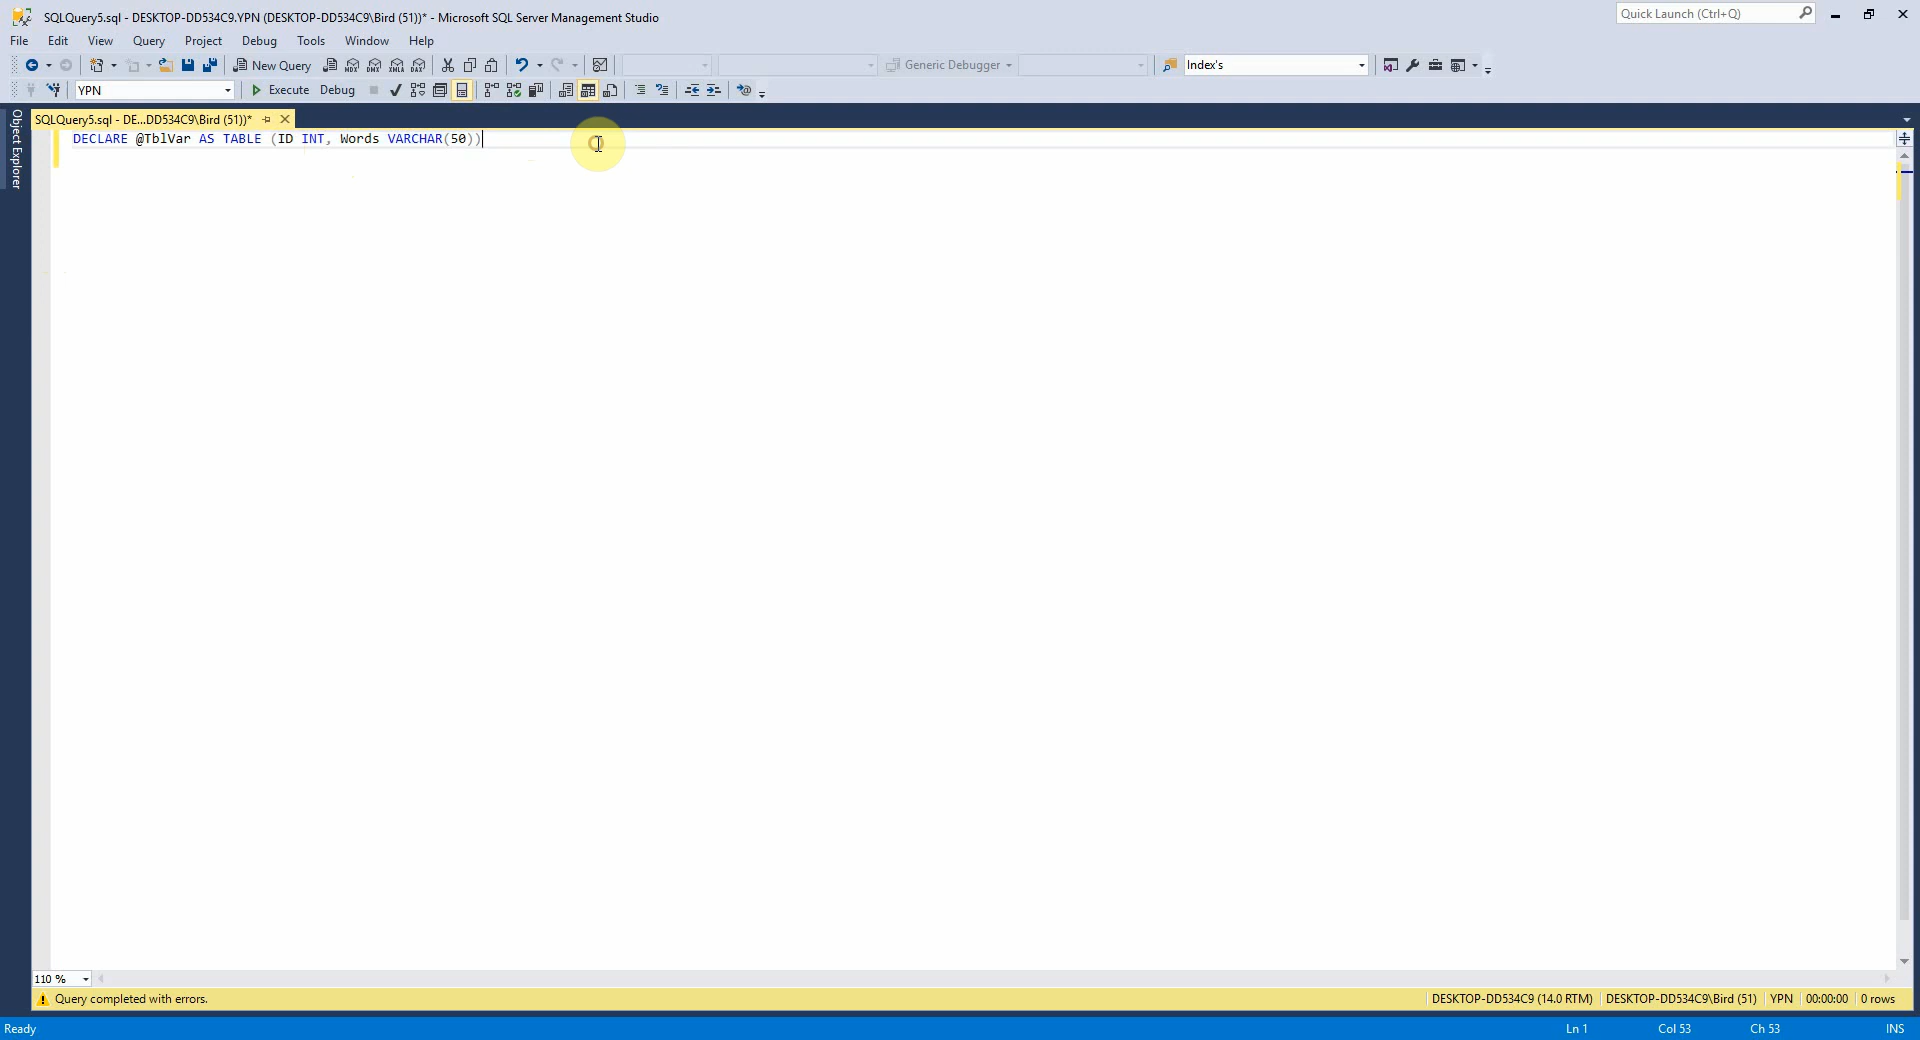 SQLQuery5.sql - DESKTOP-DD534C9.YPN (DESKTOP-DD534C9\Bird (51))* - Microsoft SQL Server Management Studio
Quick Launch (Ctrl+Q)
File Edit View Query Project Debug Tools Window Help
New Query
MDX DMX XMLA DAX
Generic Debugger
Index's
YPN
Execute Debug
SQLQuery5.sql - DE...DD534C9\Bird (51))*
Object Explorer
DECLARE @TblVar AS TABLE (ID INT, Words VARCHAR(50))
110 %
Query completed with errors.
DESKTOP-DD534C9 (14.0 RTM) DESKTOP-DD534C9\Bird (51) YPN 00:00:00 0 rows
Ready
Ln 1 Col 53 Ch 53 INS